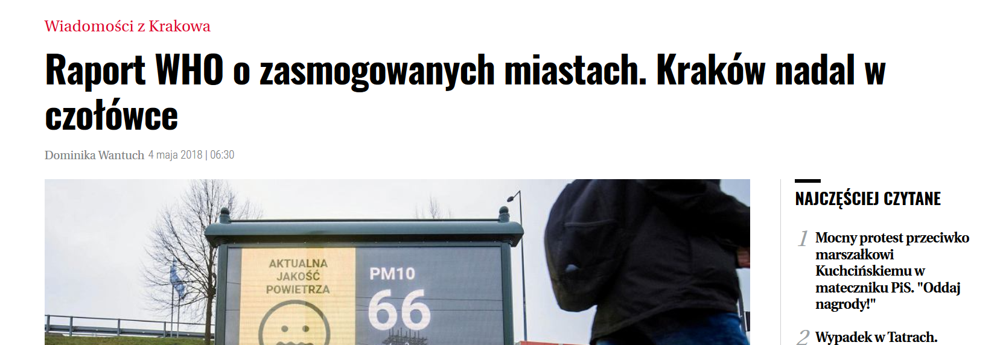 Wiadomości z Krakowa
Raport WHO o zasmogowanych miastach. Kraków nadal w
czołówce
Dominika Wantuch 4 maja 2018 | 06:30
AKTUALNA
JAKOŚĆ
POWIETRZA
PM10
66
NAJCZĘŚCIEJ CZYTANE
1 Mocny protest przeciwko
marszałkowi
Kuchcińskiemu w
mateczniku PiS. "Oddaj
nagrody!"
2 Wypadek w Tatrach.